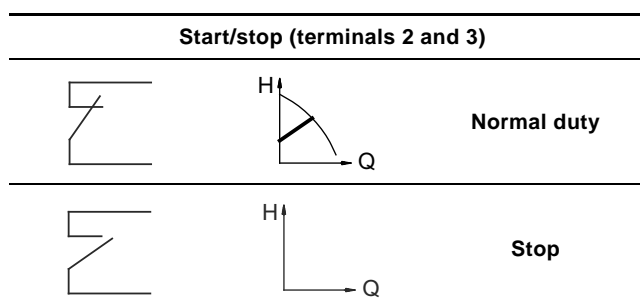 Start/stop (terminals 2 and 3)
H
Q
Normal duty
H
Q
Stop